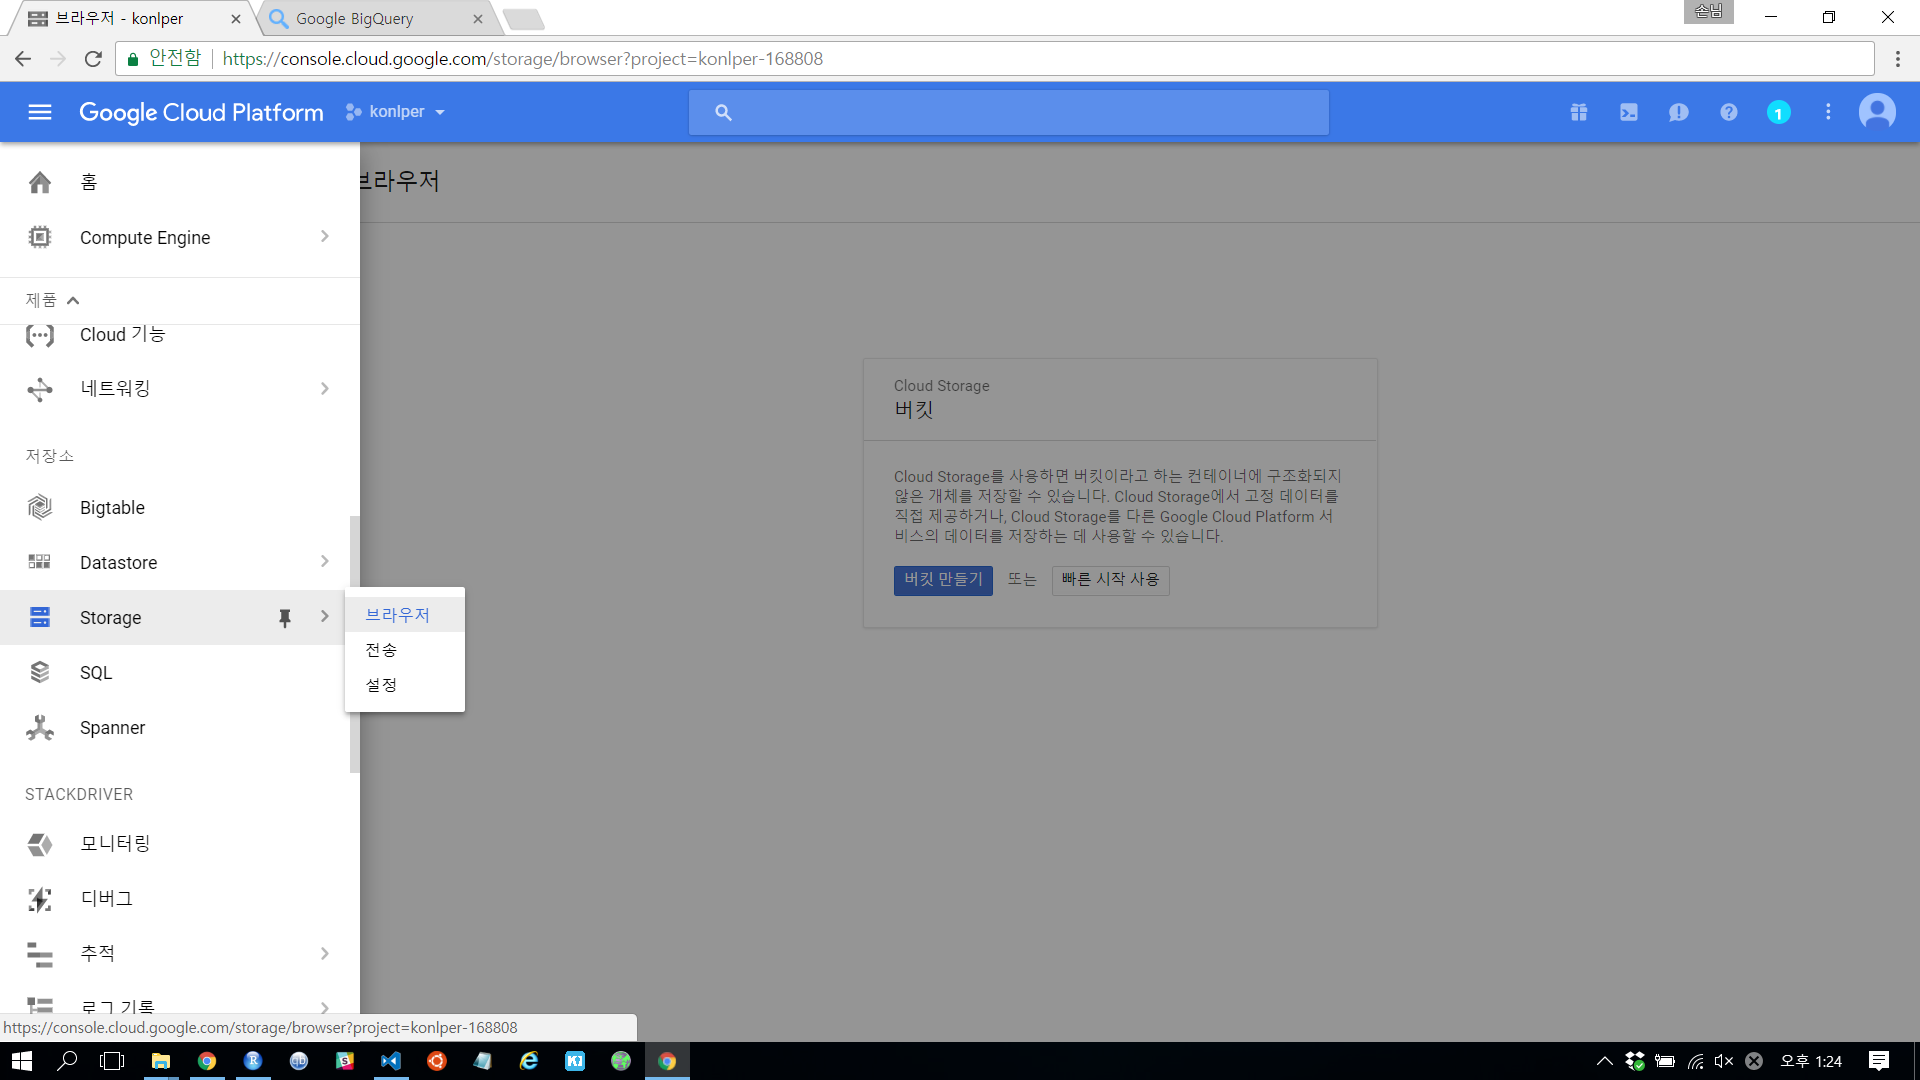 브라우저 - konlper
Google BigQuery
손님
안전함 https://console.cloud.google.com/storage/browser?project=konlper-168808
Google Cloud Platform
konlper
1
홈
Compute Engine
제품
Cloud 기능
네트워킹
저장소
Bigtable
Datastore
Storage
SQL
Spanner
STACKDRIVER
모니터링
디버그
추적
로그 기록
브라우저
전송
설정
브라우저
Cloud Storage
버킷
Cloud Storage를 사용하면 버킷이라고 하는 컨테이너에 구조화되지
않은 개체를 저장할 수 있습니다. Cloud Storage에서 고정 데이터를
직접 제공하거나, Cloud Storage를 다른 Google Cloud Platform 서
비스의 데이터를 저장하는 데 사용할 수 있습니다.
버킷 만들기 또는 빠른 시작 사용
https://console.cloud.google.com/storage/browser?project=konlper-168808
오후 1:24